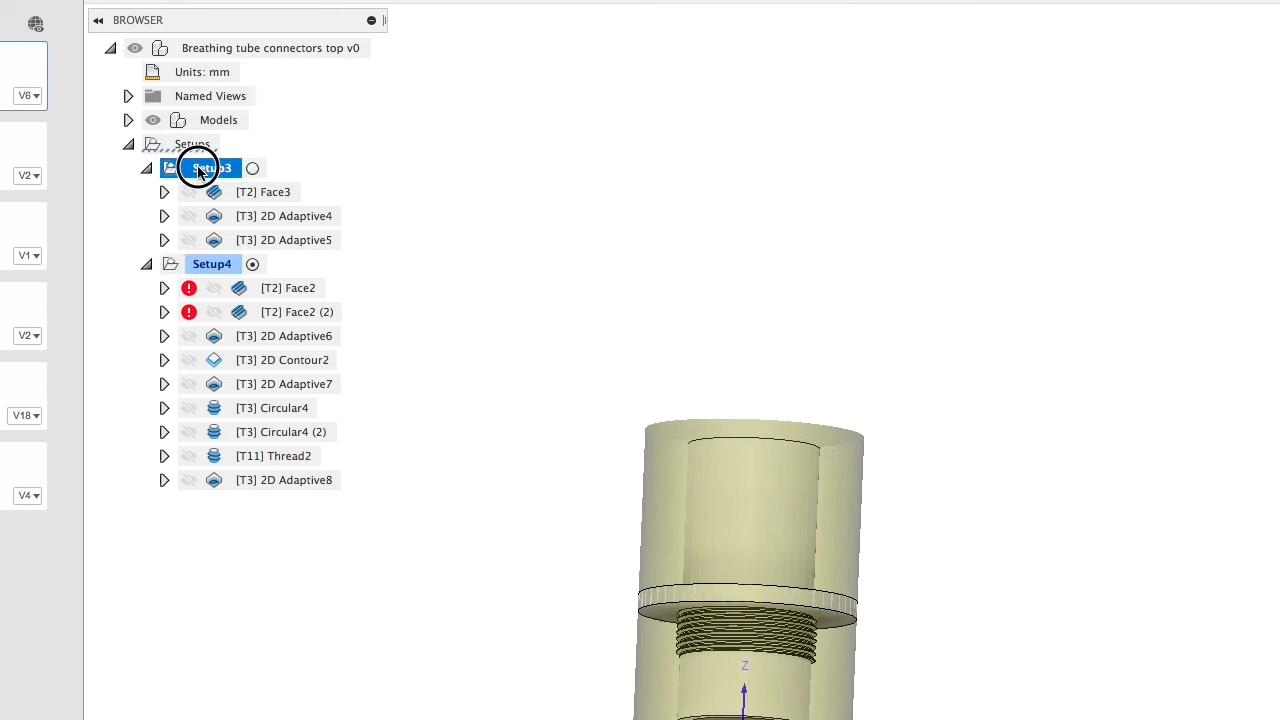 BROWSER
Breathing tube connectors top v0
Units: mm
V6
Named Views
Models
Setups
Setup3
V2
[T2] Face3
[T3] 2D Adaptive4
[T3] 2D Adaptive5
V1
Setup4
[T2] Face2
[T2] Face2 (2)
V2
[T3] 2D Adaptive6
[T3] 2D Contour2
[T3] 2D Adaptive7
[T3] Circular4
V18
[T3] Circular4 (2)
[T11] Thread2
[T3] 2D Adaptive8
V4
Z